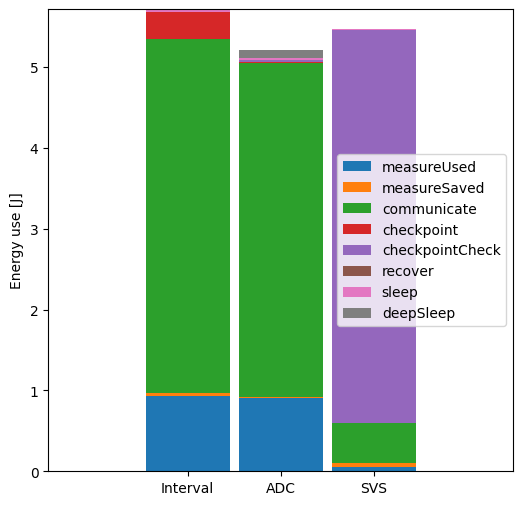 Energy use [J]
5
4
3
2
1
0
measureUsed
measureSaved
communicate
checkpoint
checkpointCheck
recover
sleep
deepSleep
Interval
ADC
SVS